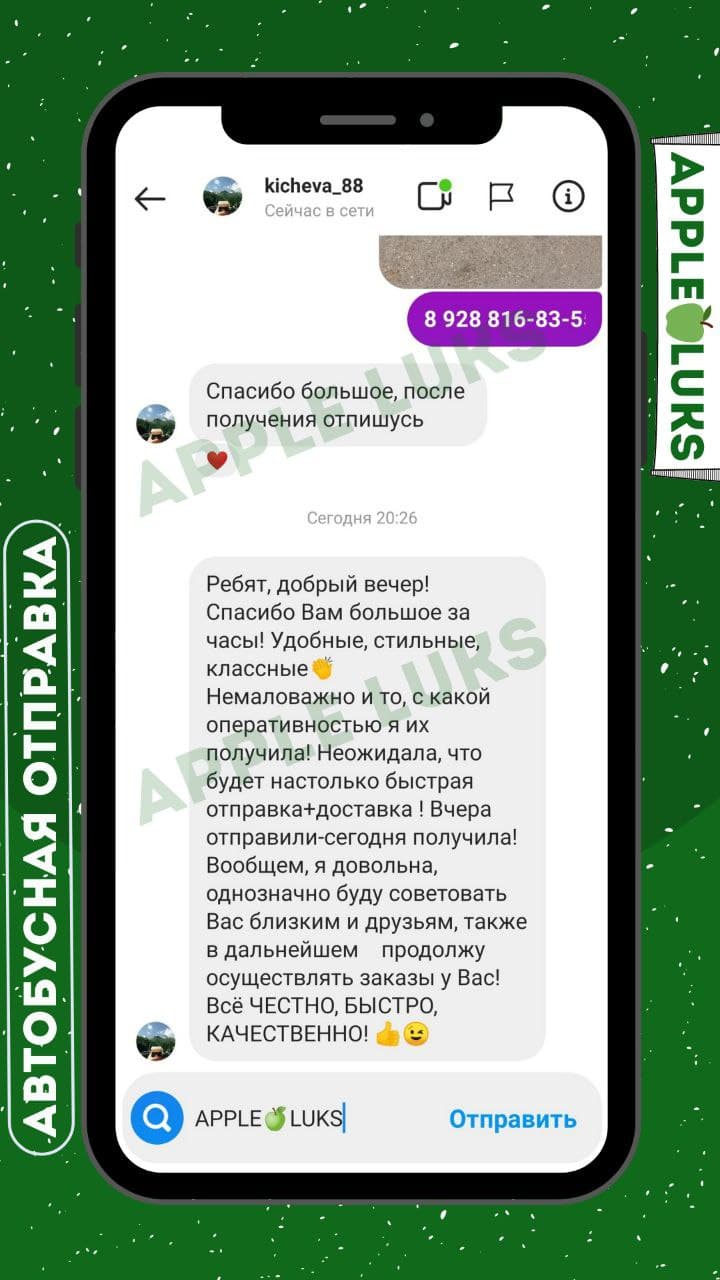 kicheva_88
Сейчас в сети
8 928 816-83-5
Спасибо большое, после
получения отпишусь
Сегодня 20:26
Ребят, добрый вечер!
Спасибо Вам большое за
часы! Удобные, стильные,
классные👏
Немаловажно и то, с какой
оперативностью я их
получила! Неожидала, что
будет настолько быстрая
отправка+доставка ! Вчера
отправили-сегодня получила!
Вообщем, я довольна,
однозначно буду советовать
Вас близким и друзьям, также
в дальнейшем продолжу
осуществлять заказы у Вас!
Всё ЧЕСТНО, БЫСТРО,
КАЧЕСТВЕННО! 👍😉
APPLE🍏LUKS
Отправить
АВТОБУСНАЯ ОТПРАВКА
APPLE🍏LUKS
APPLE LUKS
APPLE LUKS